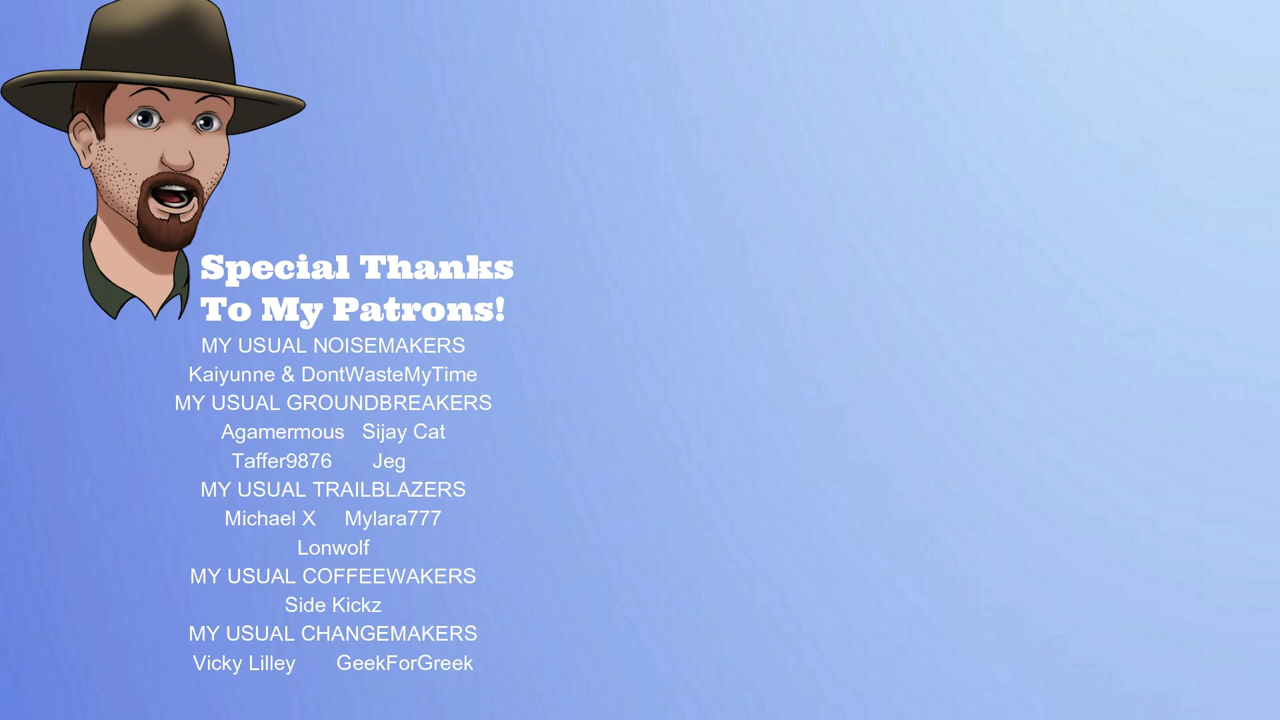 Special Thanks
To My Patrons!
MY USUAL NOISEMAKERS
Kaiyunne & DontWasteMyTime
MY USUAL GROUNDBREAKERS
Agamermous Sijay Cat
Taffer9876 Jeg
MY USUAL TRAILBLAZERS
Michael X Mylara777
Lonwolf
MY USUAL COFFEEWAKERS
Side Kickz
MY USUAL CHANGEMAKERS
Vicky Lilley GeekForGreek